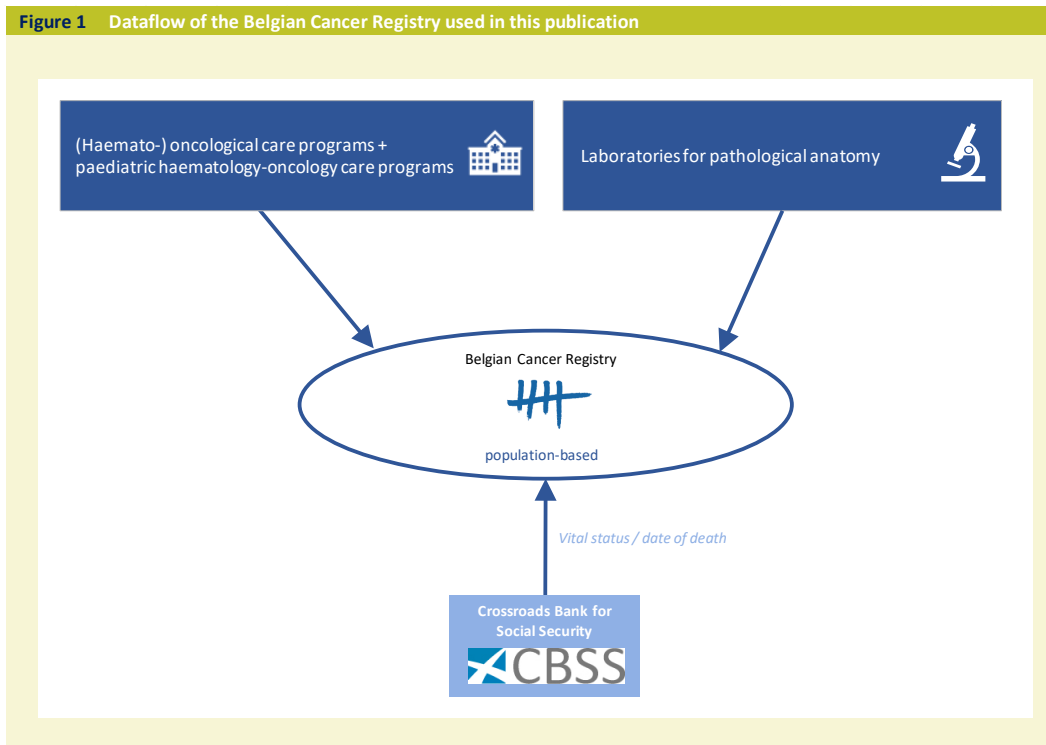 Figure 1 Dataflow of the Belgian Cancer Registry used in this publication
(Haemato-) oncological care programs +
paediatric haematology-oncology care programs
Laboratories for pathological anatomy
Belgian Cancer Registry
population-based
Vital status / date of death
Crossroads Bank for
Social Security
CBSS